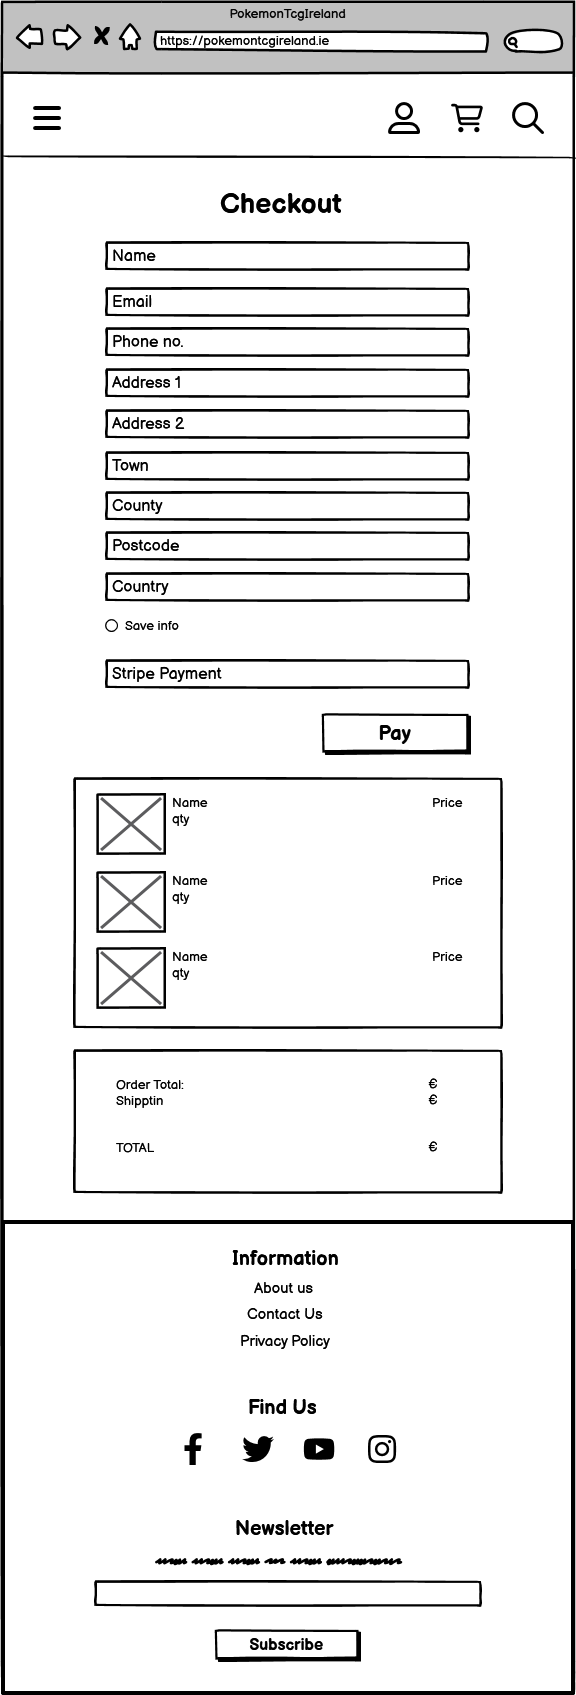 PokemonTcgIreland
https://pokemontcgireland.ie
Checkout
Name
Email
Phone no.
Address 1
Address 2
Town
County
Postcode
Country
Save info
Stripe Payment
Pay
Name Price
qty
Name Price
qty
Name Price
qty
Order Total: €
Shipptin €
TOTAL €
Information
About us
Contact Us
Privacy Policy
Find Us
Newsletter
Subscribe